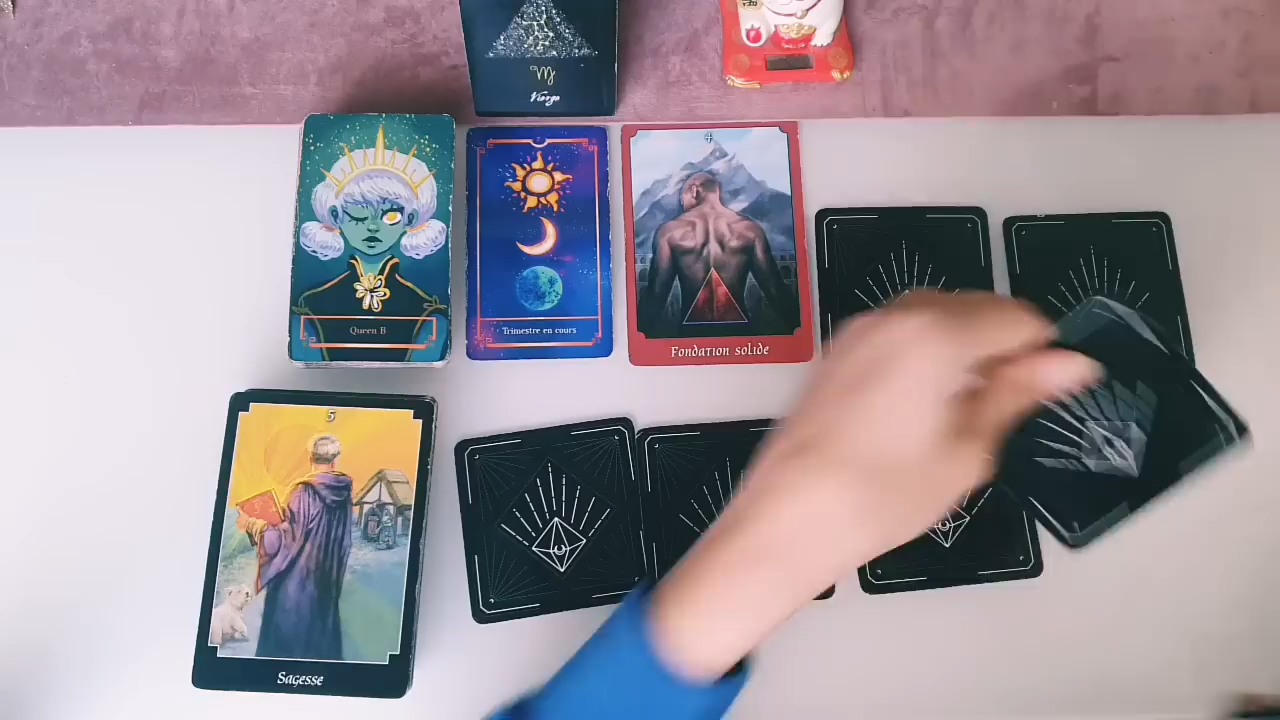 Vierge
4
Queen B
Trimestre en cours
Fondation solide
5
Sagesse